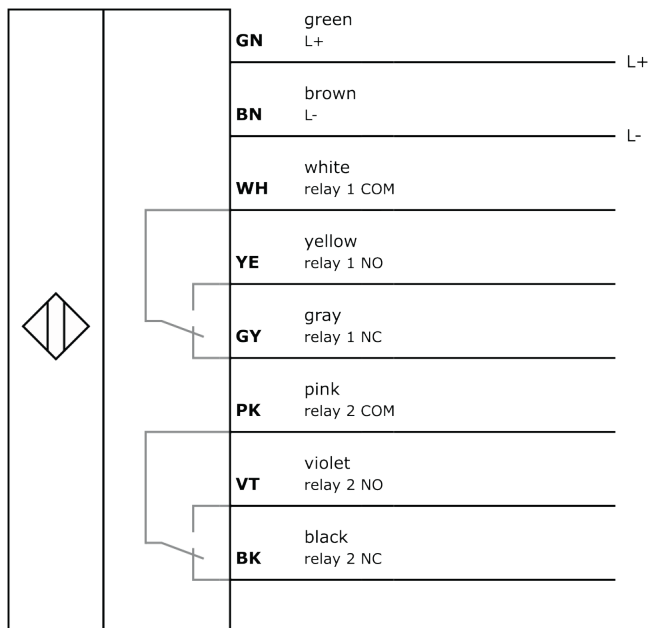 green
GN L+
L+
brown
BN L-
L-
white
WH relay 1 COM
yellow
YE relay 1 NO
gray
GY relay 1 NC
pink
PK relay 2 COM
violet
VT relay 2 NO
black
BK relay 2 NC